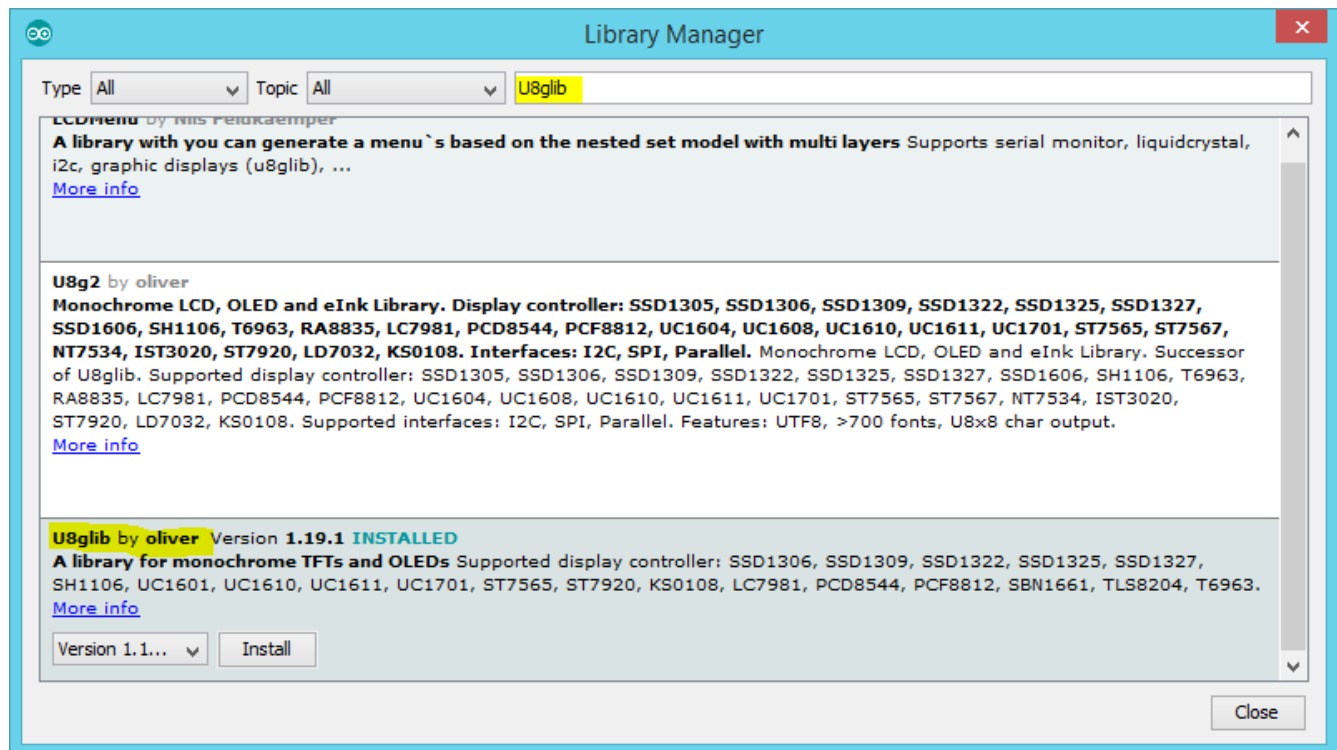 Library Manager
Type All Topic All U8glib
LCDMenu by Nils Feldkaemper
A library with you can generate a menu`s based on the nested set model with multi layers Supports serial monitor, liquidcrystal,
i2c, graphic displays (u8glib), ...
More info
U8g2 by oliver
Monochrome LCD, OLED and eInk Library. Display controller: SSD1305, SSD1306, SSD1309, SSD1322, SSD1325, SSD1327,
SSD1606, SH1106, T6963, RA8835, LC7981, PCD8544, PCF8812, UC1604, UC1608, UC1610, UC1611, UC1701, ST7565, ST7567,
NT7534, IST3020, ST7920, LD7032, KS0108. Interfaces: I2C, SPI, Parallel. Monochrome LCD, OLED and eInk Library. Successor
of U8glib. Supported display controller: SSD1305, SSD1306, SSD1309, SSD1322, SSD1325, SSD1327, SSD1606, SH1106, T6963,
RA8835, LC7981, PCD8544, PCF8812, UC1604, UC1608, UC1610, UC1611, UC1701, ST7565, ST7567, NT7534, IST3020,
ST7920, LD7032, KS0108. Supported interfaces: I2C, SPI, Parallel. Features: UTF8, >700 fonts, U8x8 char output.
More info
U8glib by oliver Version 1.19.1 INSTALLED
A library for monochrome TFTs and OLEDs Supported display controller: SSD1306, SSD1309, SSD1322, SSD1325, SSD1327,
SH1106, UC1601, UC1610, UC1611, UC1701, ST7565, ST7920, KS0108, LC7981, PCD8544, PCF8812, SBN1661, TLS8204, T6963.
More info
Version 1.1... Install
Close